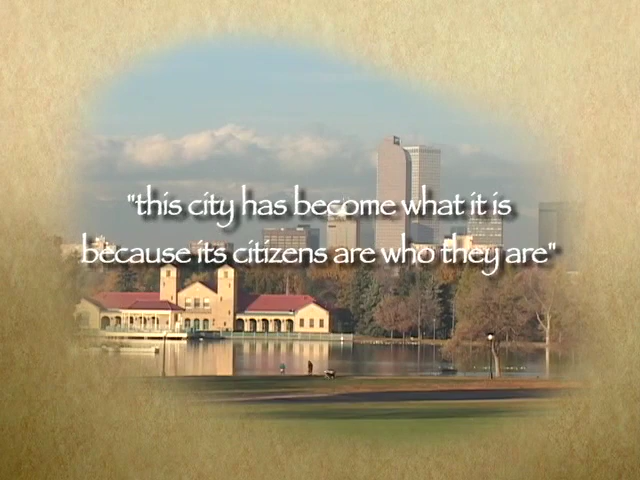 "this city has become what it is
because its citizens are who they are"